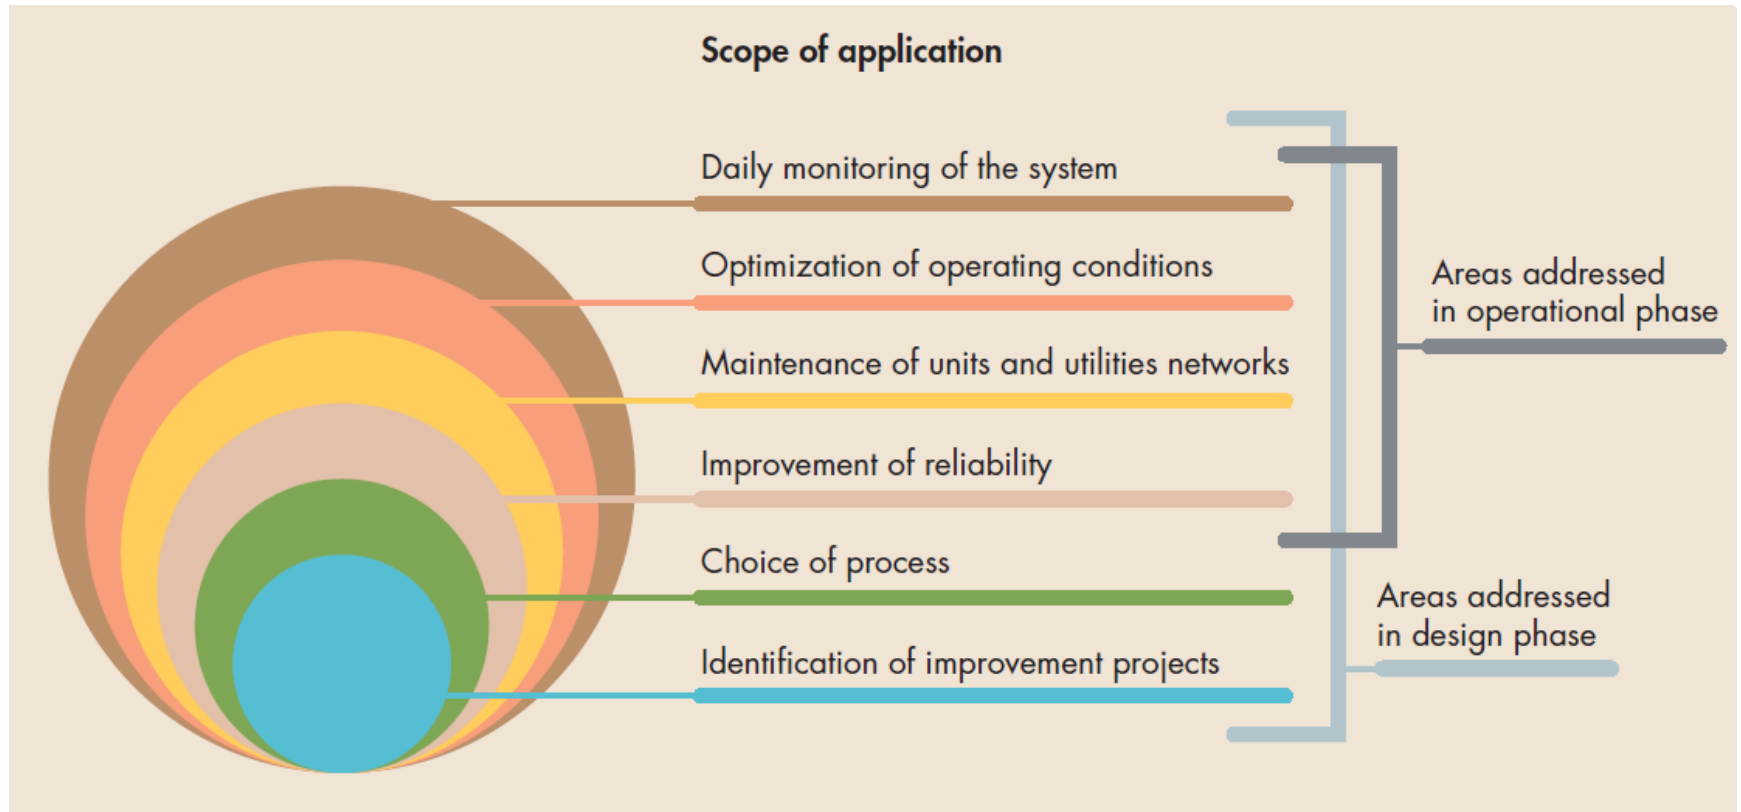 Scope of application
Daily monitoring of the system
Optimization of operating conditions
Maintenance of units and utilities networks
Improvement of reliability
Choice of process
Identification of improvement projects
Areas addressed
in operational phase
Areas addressed
in design phase